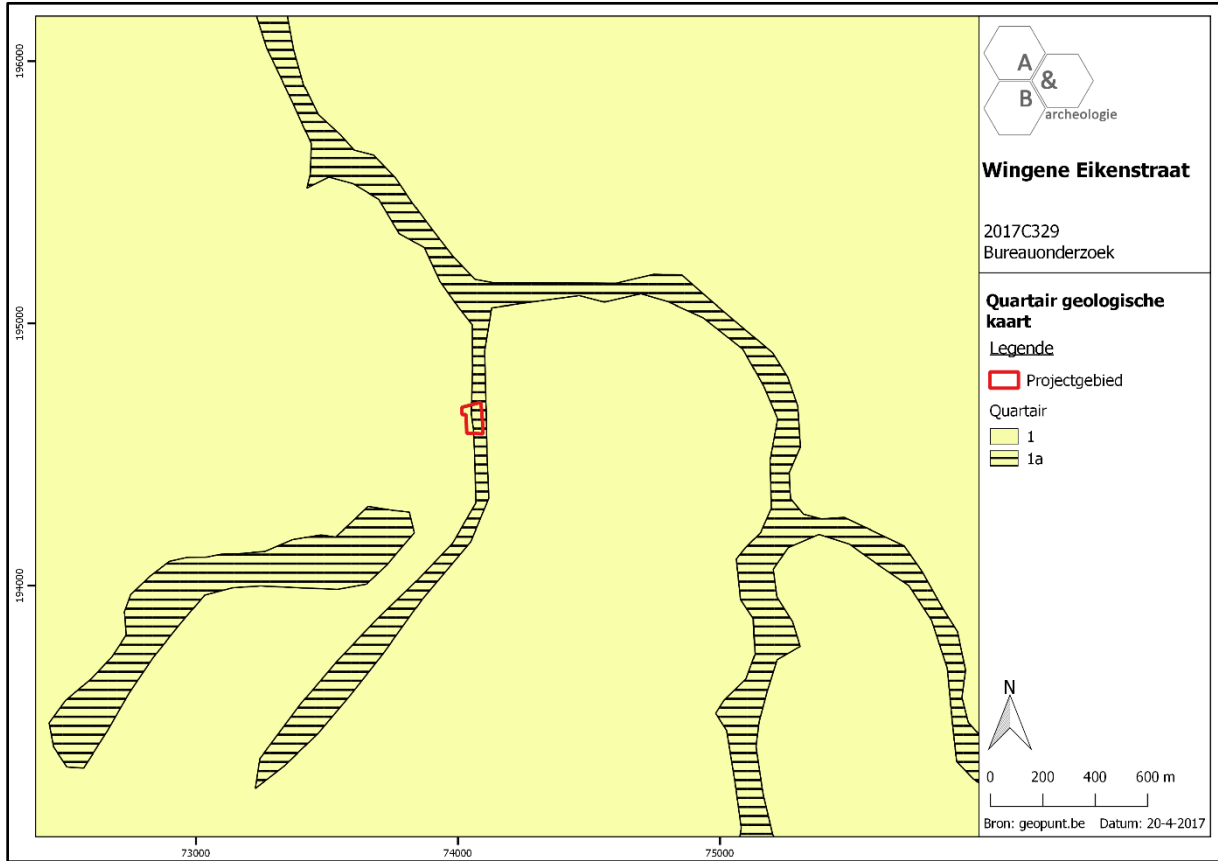 196000
195000
194000
73000
74000
75000
A
&
B
archeologie
Wingene Eikenstraat
2017C329
Bureauonderzoek
Quartair geologische
kaart
Legende
Projectgebied
Quartair
1
1a
N
0 200 400 600 m
Bron: geopunt.be Datum: 20-4-2017